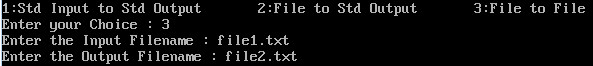 1:Std Input to Std Output 2:File to Std Output 3:File to File
Enter your Choice : 3
Enter the Input Filename : file1.txt
Enter the Output Filename : file2.txt